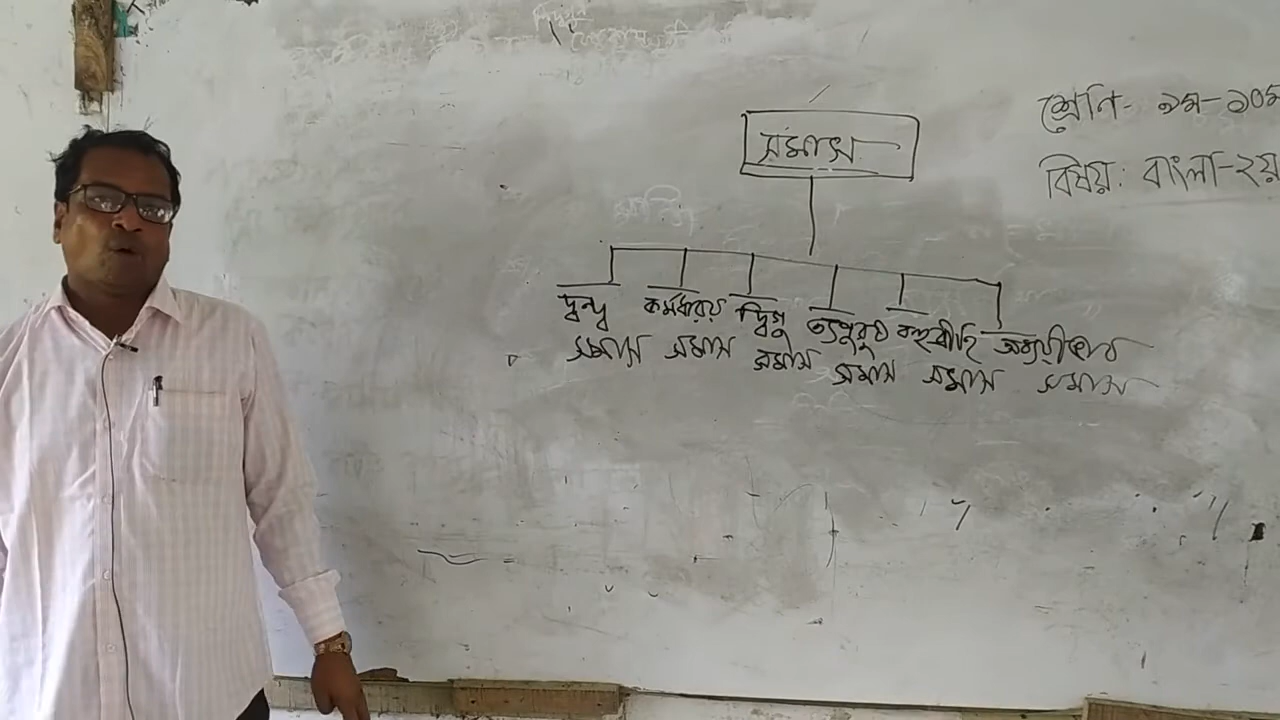 শ্রেণি- ৯ম-১০ম
বিষয়: বাংলা-২য়
সমাস
দ্বন্দ্ব সমাস
কর্মধারয় সমাস
দ্বিগু সমাস
তৎপুরুষ সমাস
বহুব্রীহি সমাস
অব্যয়ীভাব সমাস